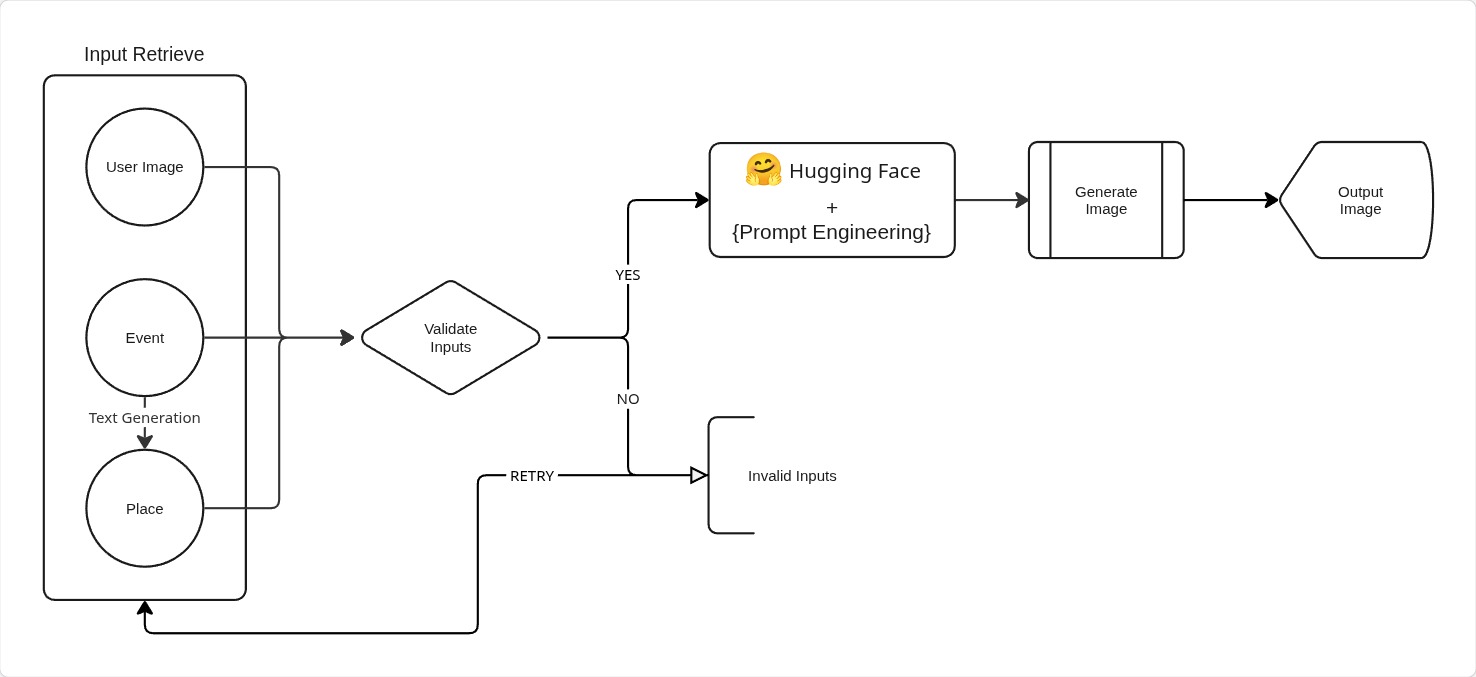 Input Retrieve
User Image
Event
Text Generation
Place
Validate
Inputs
YES
NO
RETRY
Hugging Face
+
{Prompt Engineering}
Generate
Image
Output
Image
Invalid Inputs